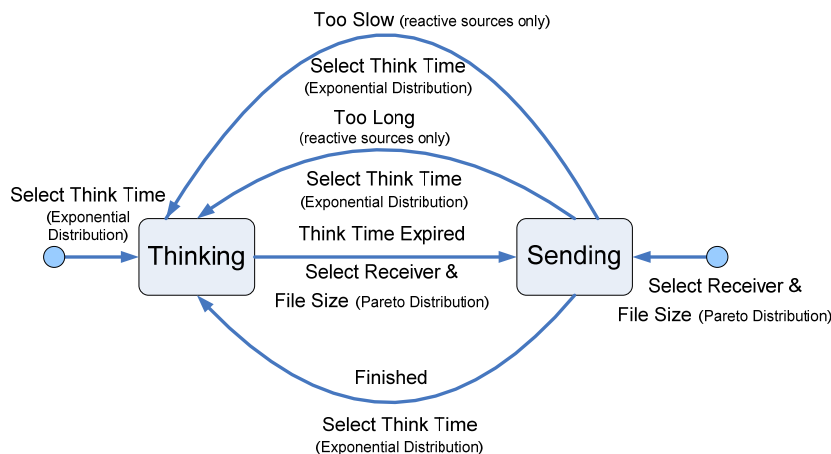 Too Slow (reactive sources only)
Select Think Time
(Exponential Distribution)
Too Long
(reactive sources only)
Select Think Time
(Exponential Distribution)
Select Think Time
(Exponential
Distribution)
Thinking
Think Time Expired
Select Receiver &
File Size (Pareto Distribution)
Sending
Select Receiver &
File Size (Pareto Distribution)
Finished
Select Think Time
(Exponential Distribution)